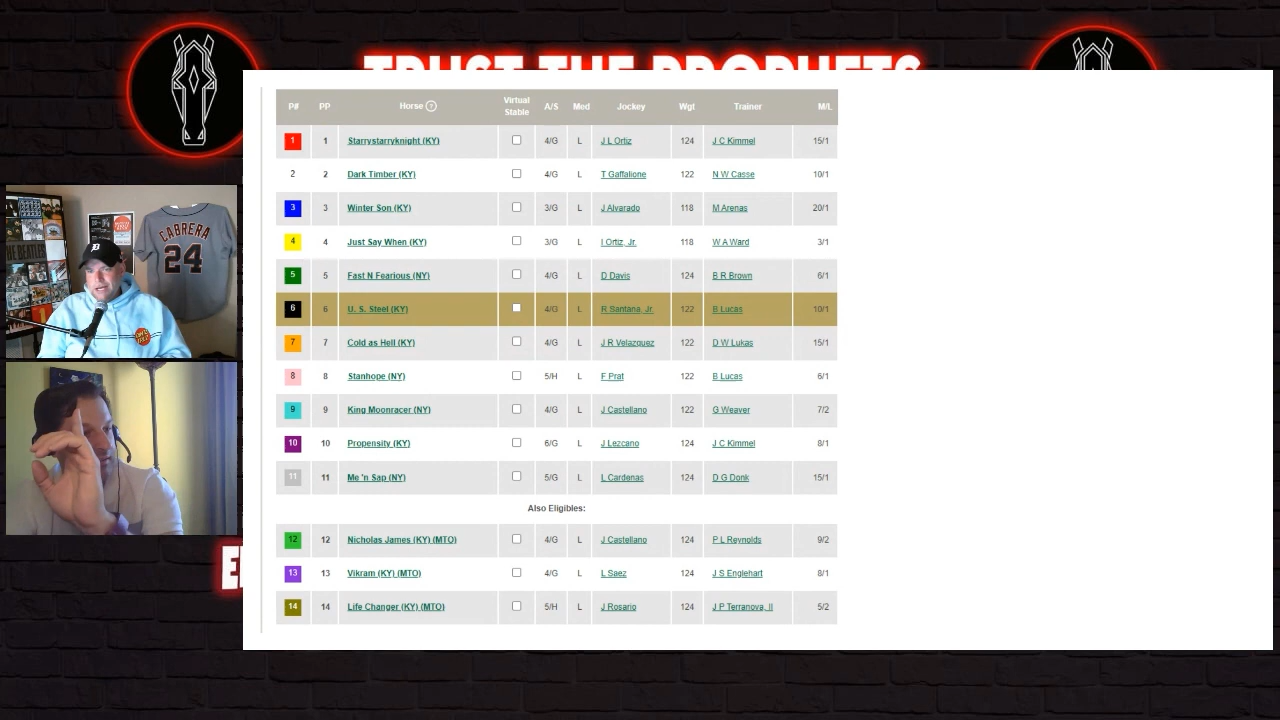 TRUST THE PROPHETS
P# PP Horse ? Virtual Stable A/S Med Jockey Wgt Trainer M/L
1 1 Starrystarryknight (KY) 4/G L J L Ortiz 124 J C Kimmel 15/1
2 2 Dark Timber (KY) 4/G L T Gaffalione 122 N W Casse 10/1
3 3 Winter Son (KY) 3/G L J Alvarado 118 M Arenas 20/1
4 4 Just Say When (KY) 3/G L I Ortiz, Jr. 118 W A Ward 3/1
5 5 Fast N Fearious (NY) 4/G L D Davis 124 B R Brown 6/1
6 6 U. S. Steel (KY) 4/G L R Santana, Jr. 122 B Lucas 10/1
7 7 Cold as Hell (KY) 4/G L J R Velazquez 122 D W Lukas 15/1
8 8 Stanhope (NY) 5/H L F Prat 122 B Lucas 6/1
9 9 King Moonracer (NY) 4/G L J Castellano 122 G Weaver 7/2
10 10 Propensity (KY) 6/G L J Lezcano 124 J C Kimmel 8/1
11 11 Me 'n Sap (NY) 5/G L L Cardenas 124 D G Donk 15/1
Also Eligibles:
12 12 Nicholas James (KY) (MTO) 4/G L J Castellano 124 P L Reynolds 9/2
13 13 Vikram (KY) (MTO) 4/G L L Saez 124 J S Englehart 8/1
14 14 Life Changer (KY) (MTO) 5/H L J Rosario 124 J P Terranova, II 5/2
CABRERA
24
THE BEATLES